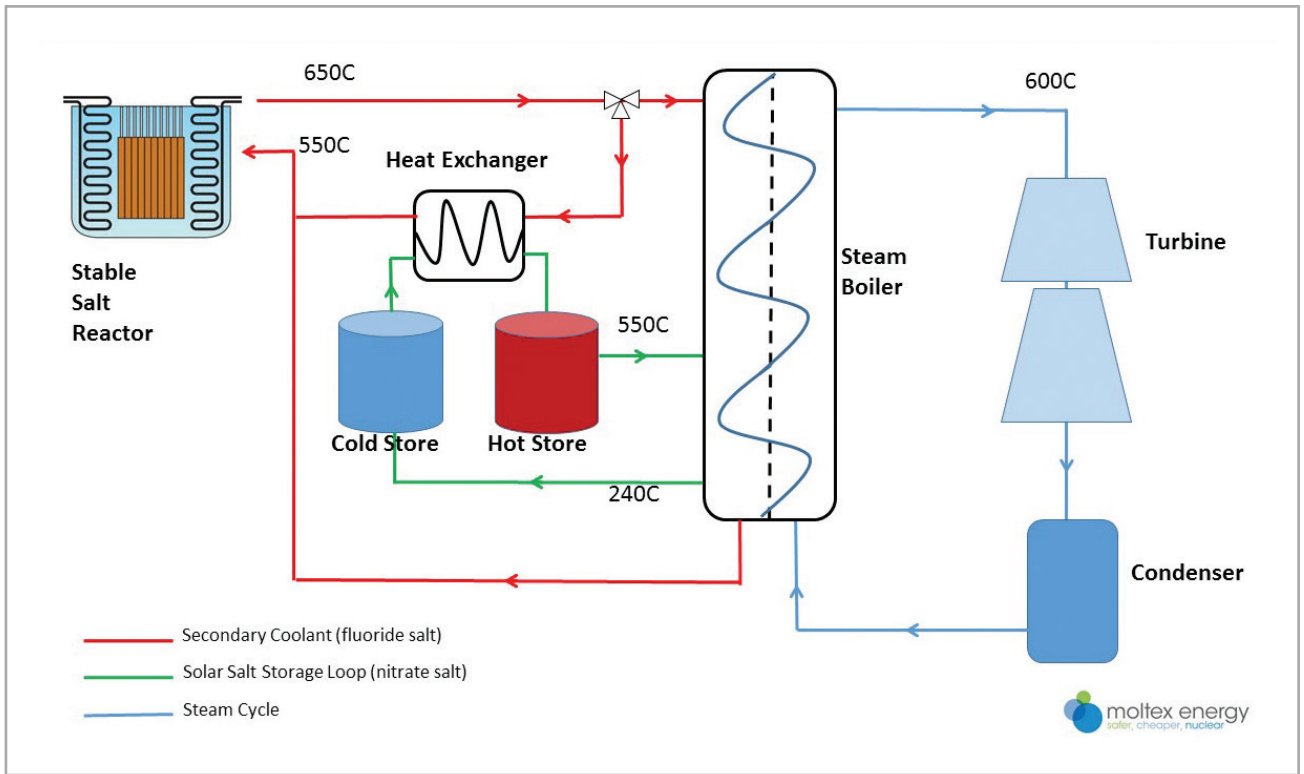 650C
600C
550C
Heat Exchanger
Stable
Salt
Reactor
Steam
Boiler
Turbine
550C
Cold Store
Hot Store
240C
Condenser
Secondary Coolant (fluoride salt)
Solar Salt Storage Loop (nitrate salt)
Steam Cycle
moltex energy
safer, cheaper, nuclear